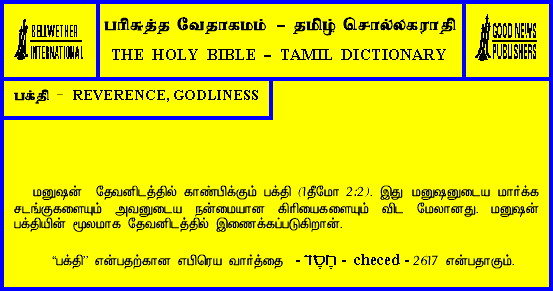 BELLWETHER
INTERNATIONAL
பரிசுத்த வேதாகமம் – தமிழ் சொல்லகராதி
THE HOLY BIBLE – TAMIL DICTIONARY
GOOD NEWS
PUBLISHERS
பக்தி - REVERENCE, GODLINESS
மனுஷன் தேவனிடத்தில் காண்பிக்கும் பக்தி (1தீமோ 2:2). இது மனுஷனுடைய மார்க்க
சடங்குகளையும் அவனுடைய நன்மையான கிரியைகளையும் விட மேலானது. மனுஷன்
பக்தியின் மூலமாக தேவனிடத்தில் இணைக்கப்படுகிறான்.
“பக்தி” என்பதற்கான எபிரெய வார்த்தை - חָסֶד - checed - 2617 என்பதாகும்.